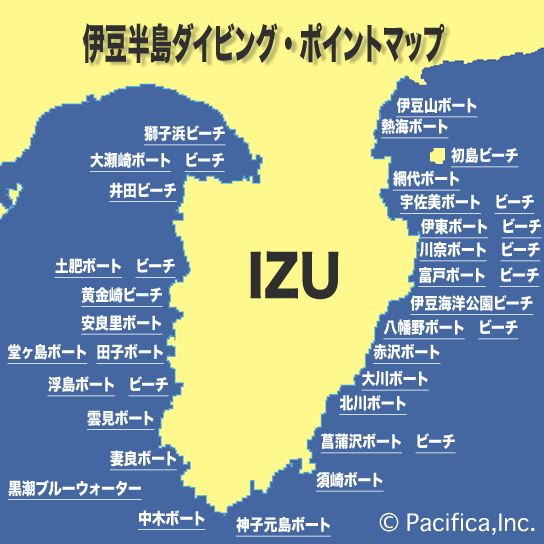 伊豆半島ダイビング・ポイントマップ
伊豆山ボート
熱海ボート
初島ビーチ
網代ボート
宇佐美ボート ビーチ
伊東ボート ビーチ
川奈ボート ビーチ
富戸ボート ビーチ
伊豆海洋公園ビーチ
八幡野ボート ビーチ
赤沢ボート
大川ボート
北川ボート
菖蒲沢ボート ビーチ
須崎ボート
獅子浜ビーチ
大瀬崎ボート ビーチ
井田ビーチ
土肥ボート ビーチ
黄金崎ビーチ
安良里ボート
堂ヶ島ボート 田子ボート
浮島ボート ビーチ
雲見ボート
妻良ボート
黒潮ブルーウォーター
中木ボート
神子元島ボート
IZU
© Pacifica,Inc.